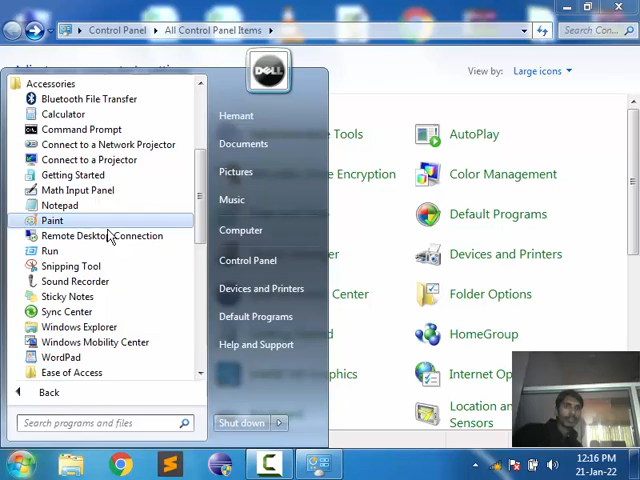 Control Panel
All Control Panel Items
Search Con...
View by:
Large icons
DELL
Accessories
Bluetooth File Transfer
Calculator
Command Prompt
Connect to a Network Projector
Connect to a Projector
Getting Started
Math Input Panel
Notepad
Paint
Remote Desktop Connection
Run
Snipping Tool
Sound Recorder
Sticky Notes
Sync Center
Windows Explorer
Windows Mobility Center
WordPad
Ease of Access
Back
Search programs and files
Hemant
Documents
Pictures
Music
Computer
Control Panel
Devices and Printers
Default Programs
Help and Support
Shut down
AutoPlay
Color Management
Default Programs
Devices and Printers
Folder Options
HomeGroup
Internet Op
Location and
Sensors
12:16 PM
21-Jan-22